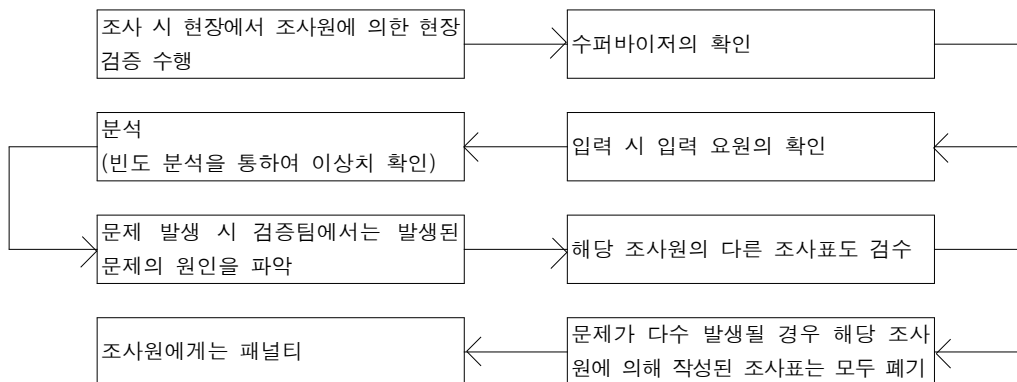 조사 시 현장에서 조사원에 의한 현장
검증 수행
수퍼바이저의 확인
입력 시 입력 요원의 확인
분석
(빈도 분석을 통하여 이상치 확인)
문제 발생 시 검증팀에서는 발생된
문제의 원인을 파악
해당 조사원의 다른 조사표도 검수
문제가 다수 발생될 경우 해당 조사
원에 의해 작성된 조사표는 모두 폐기
조사원에게는 패널티